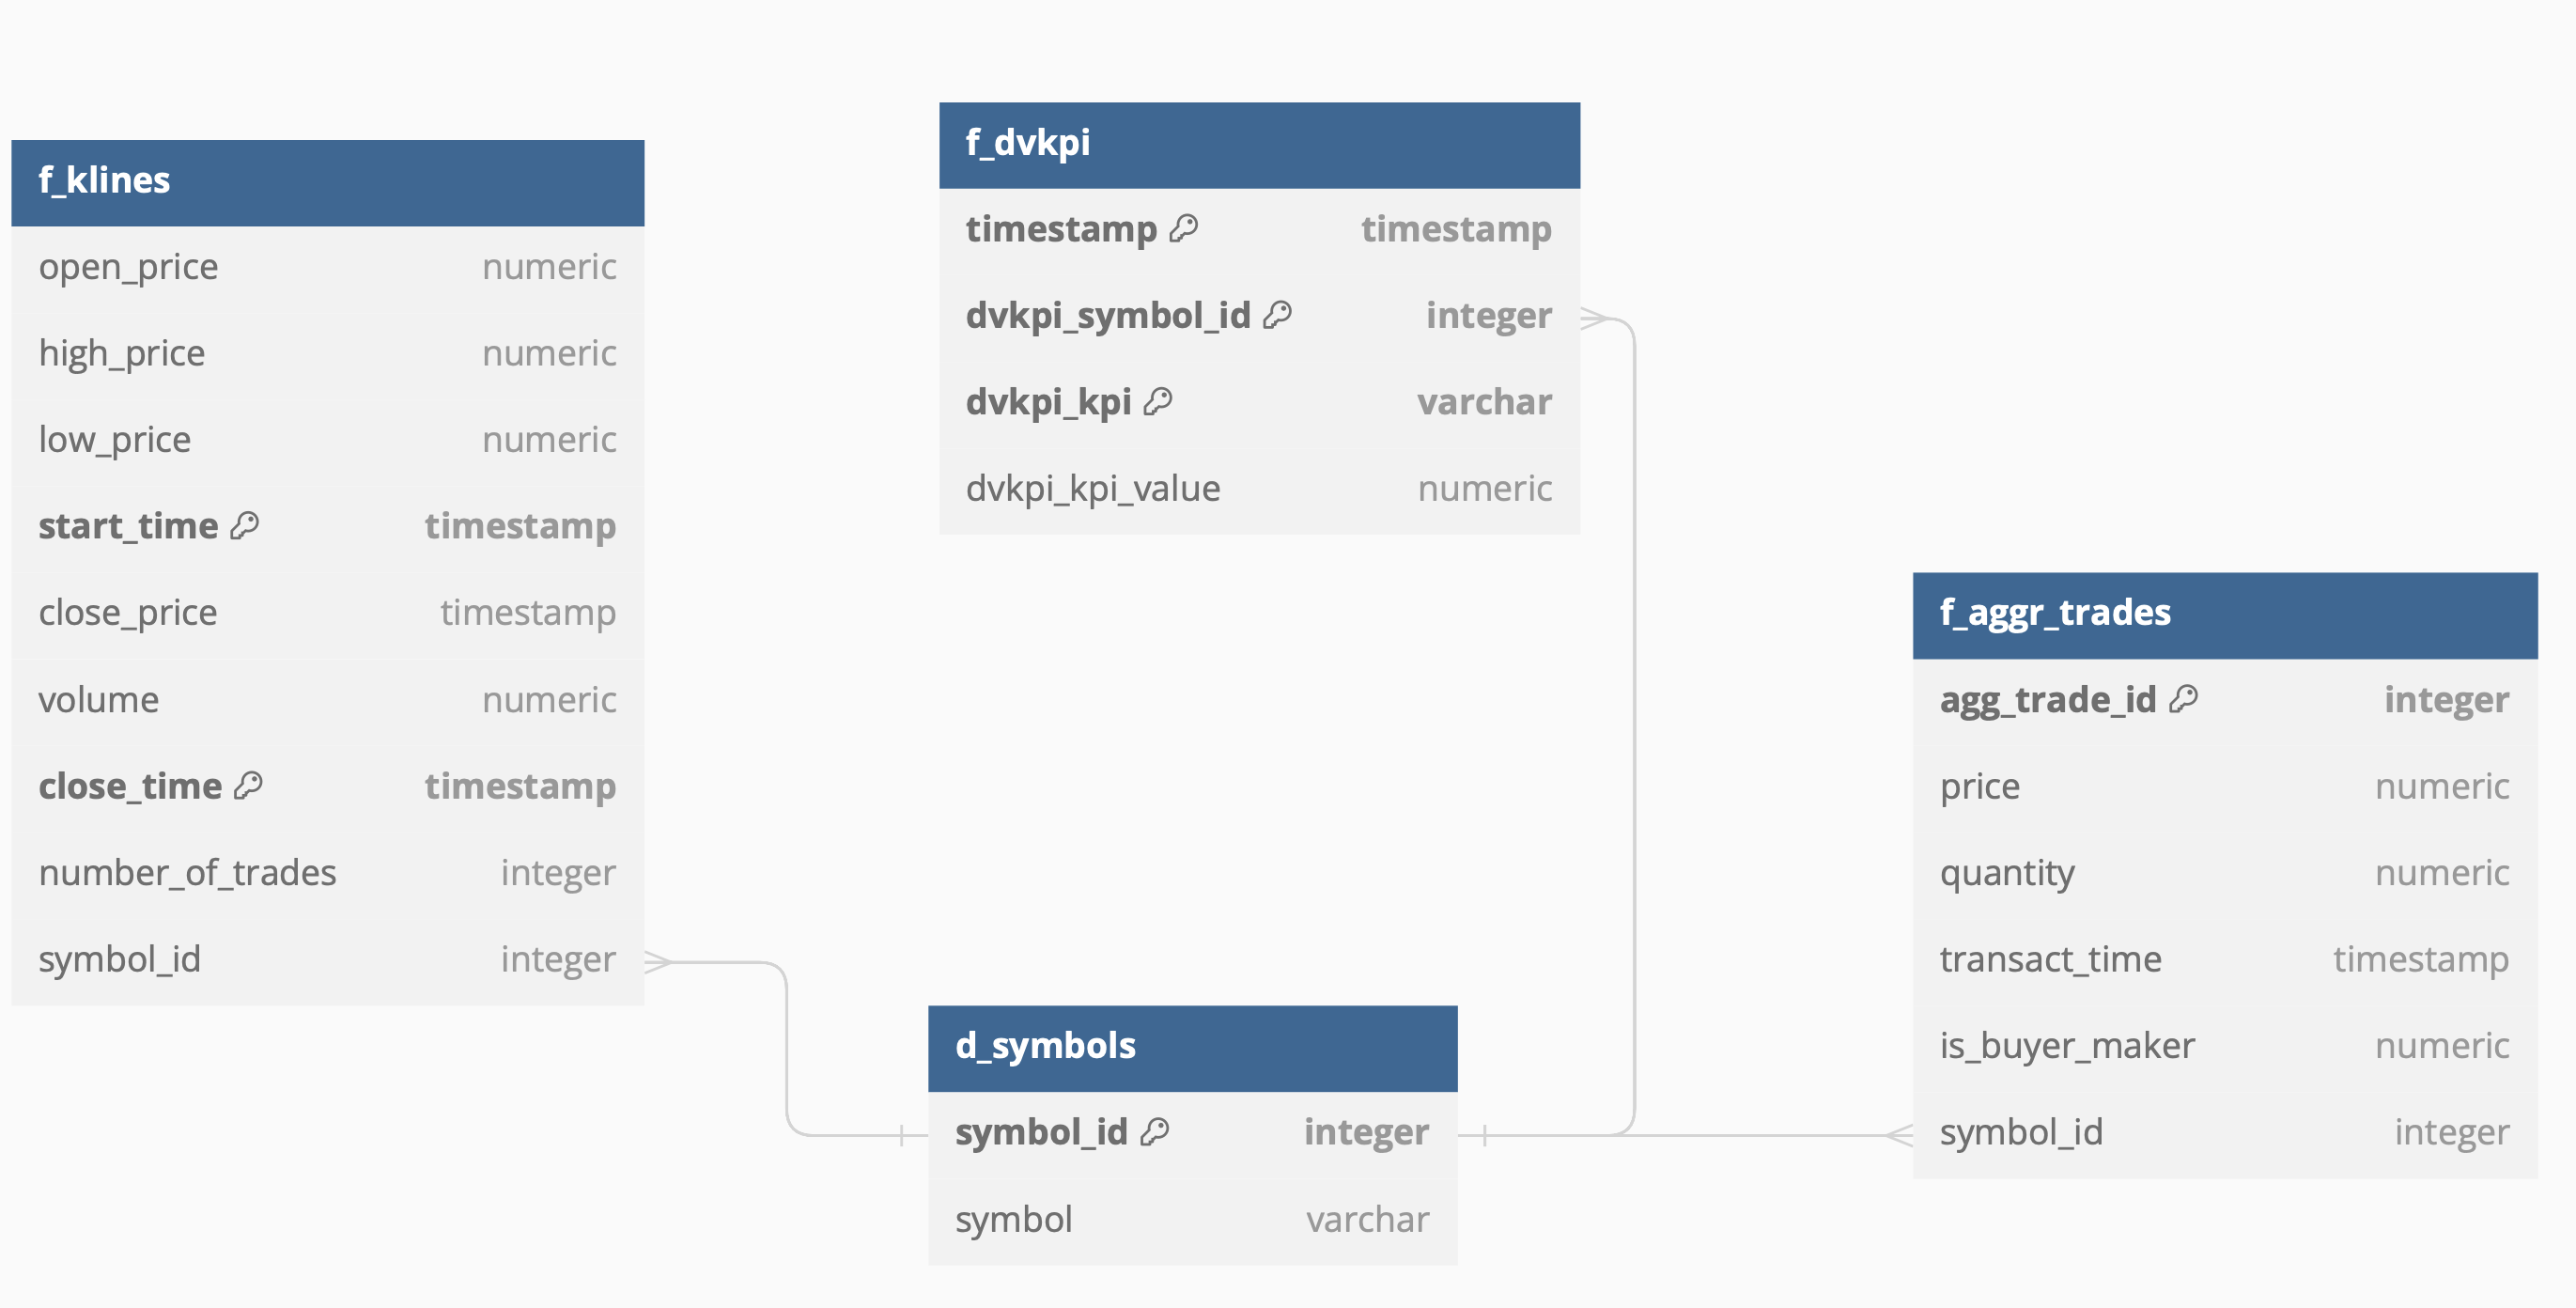 f_klines
open_price numeric
high_price numeric
low_price numeric
start_time timestamp
close_price timestamp
volume numeric
close_time timestamp
number_of_trades integer
symbol_id integer
f_dvkpi
timestamp timestamp
dvkpi_symbol_id integer
dvkpi_kpi varchar
dvkpi_kpi_value numeric
d_symbols
symbol_id integer
symbol varchar
f_aggr_trades
agg_trade_id integer
price numeric
quantity numeric
transact_time timestamp
is_buyer_maker numeric
symbol_id integer